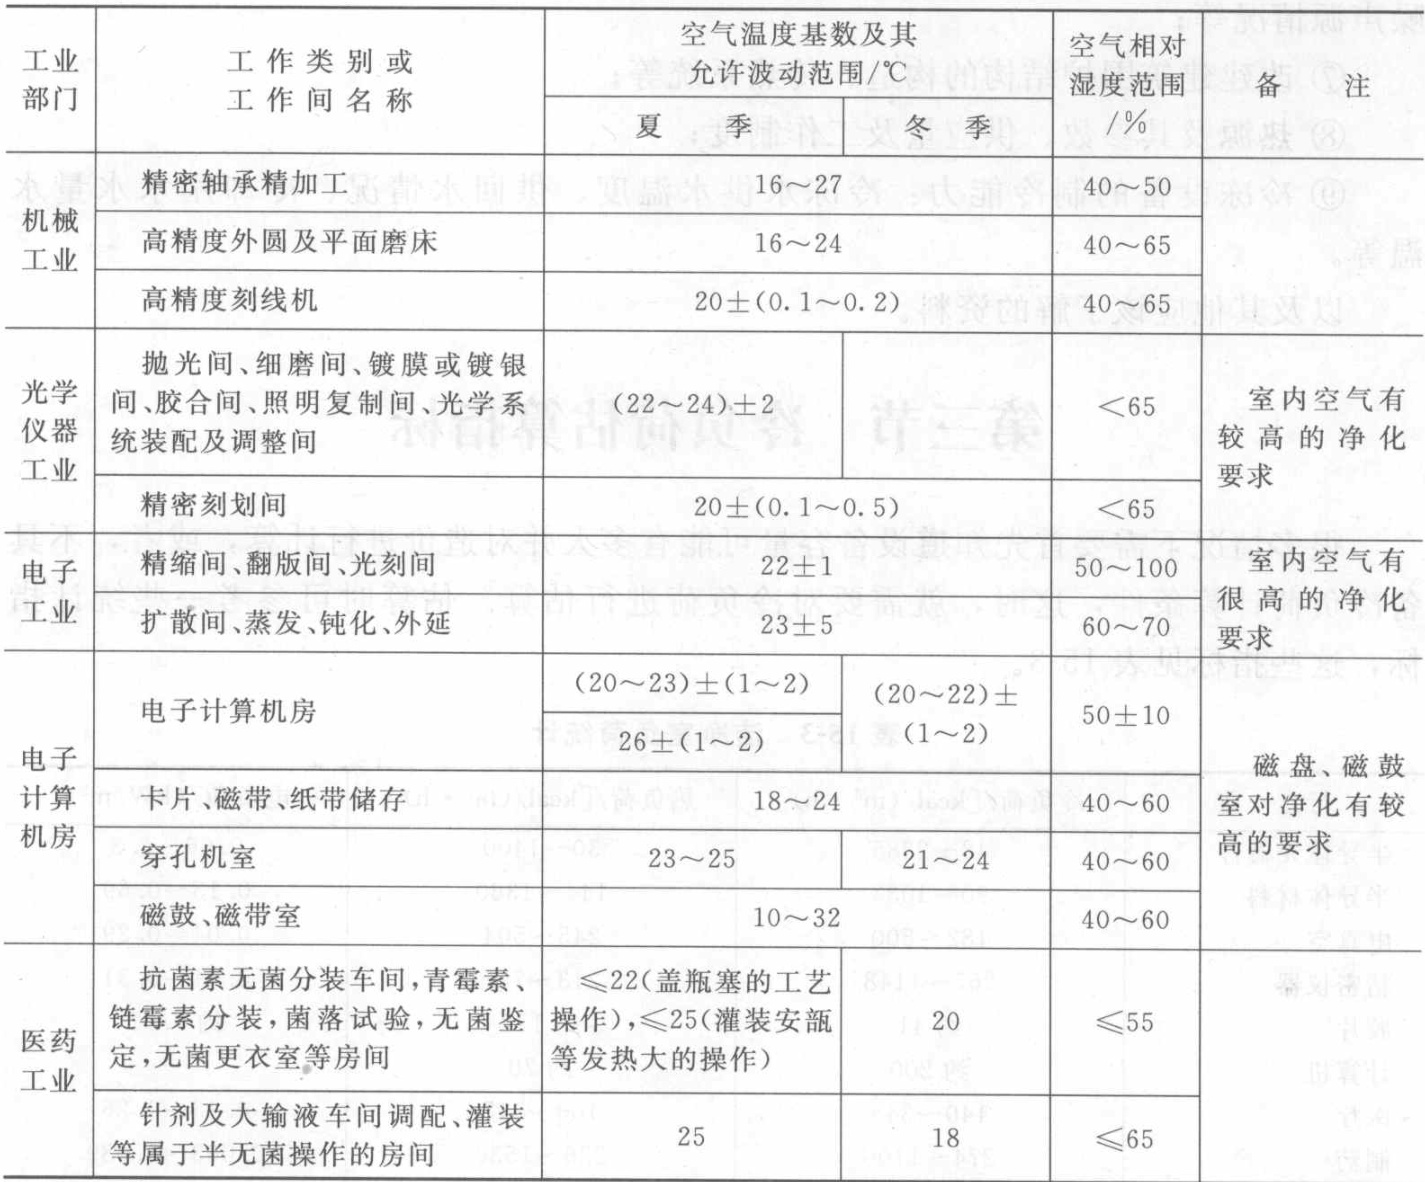 工业
部门
工作类别或
工作间名称
空气温度基数及其
允许波动范围/℃
夏 季
冬 季
空气相对
湿度范围
/%
备 注
机械
工业
精密轴承精加工
16~27
40~50
高精度外圆及平面磨床
16~24
40~65
高精度刻线机
20±(0.1~0.2)
40~65
光学
仪器
工业
抛光间、细磨间、镀膜或镀银
间、胶合间、照明复制间、光学系
统装配及调整间
(22~24)±2
<65
室内空气有
较高的净化
要求
精密刻划间
20±(0.1~0.5)
<65
电子
工业
精缩间、翻版间、光刻间
22±1
50~100
扩散间、蒸发、钝化、外延
23±5
60~70
室内空气有
很高的净化
要求
电子
计算
机房
电子计算机房
(20~23)±(1~2)
26±(1~2)
(20~22)±
(1~2)
50±10
卡片、磁带、纸带储存
18~24
40~60
穿孔机室
23~25
21~24
40~60
磁鼓、磁带室
10~32
40~60
磁盘、磁鼓
室对净化有较
高的要求
医药
工业
抗菌素无菌分装车间,青霉素、
链霉素分装,菌落试验,无菌鉴
定,无菌更衣室等房间
≤22(盖瓶塞的工艺
操作),≤25(灌装安瓿
等发热大的操作)
20
≤55
针剂及大输液车间调配、灌装
等属于半无菌操作的房间
25
18
≤65